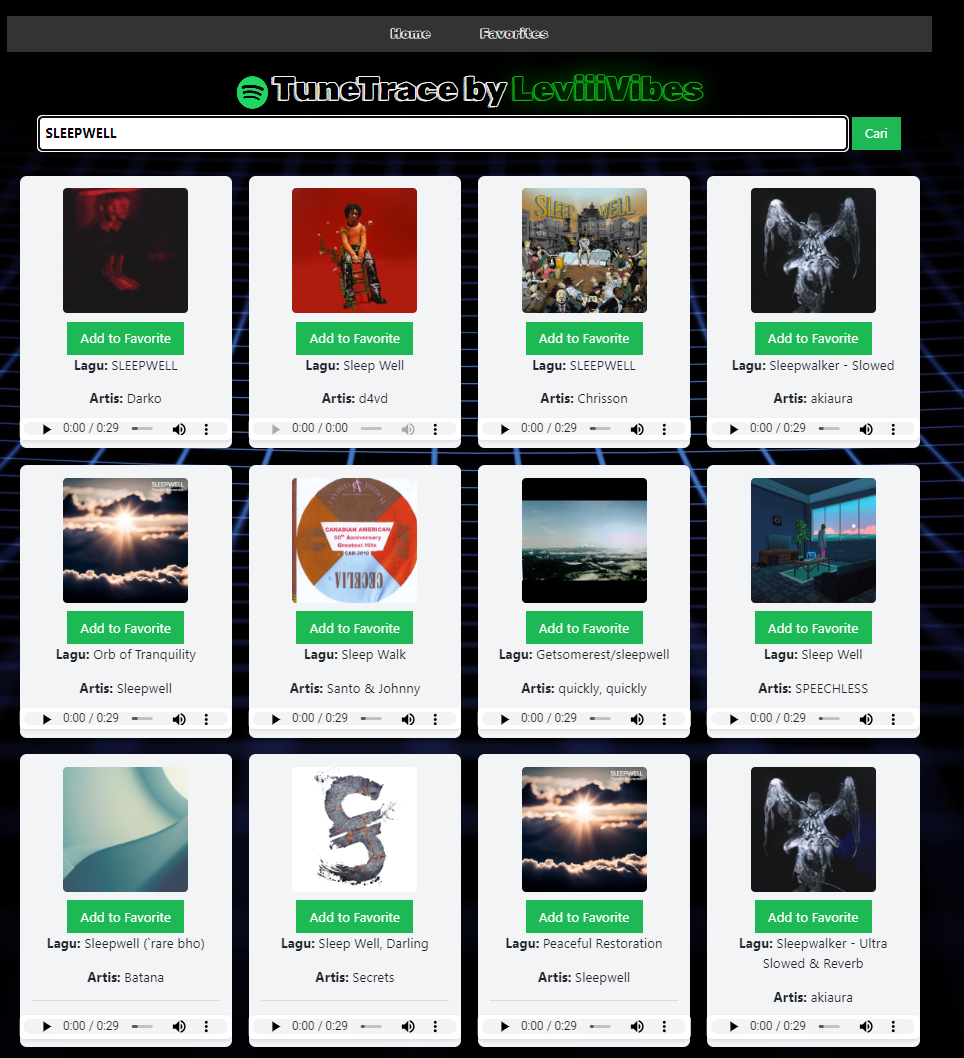 Home Favorites
TuneTrace by LeviiiVibes
SLEEPWELL Cari
SLEEP WELL
Add to Favorite Add to Favorite Add to Favorite Add to Favorite
Lagu: SLEEPWELL Lagu: Sleep Well Lagu: SLEEPWELL Lagu: Sleepwalker - Slowed
Artis: Darko Artis: d4vd Artis: Chrisson Artis: akiaura
0:00 / 0:29 0:00 / 0:00 0:00 / 0:29 0:00 / 0:29
SLEEPWELL
CANADIAN AMERICAN
50th Anniversary
Greatest Hits
CAR-2010
CECELIA
Add to Favorite Add to Favorite Add to Favorite Add to Favorite
Lagu: Orb of Tranquility Lagu: Sleep Walk Lagu: Getsomerest/sleepwell Lagu: Sleep Well
Artis: Sleepwell Artis: Santo & Johnny Artis: quickly, quickly Artis: SPEECHLESS
0:00 / 0:29 0:00 / 0:29 0:00 / 0:29 0:00 / 0:29
SLEEPWELL
Add to Favorite Add to Favorite Add to Favorite Add to Favorite
Lagu: Sleepwell (`rare bho) Lagu: Sleep Well, Darling Lagu: Peaceful Restoration Lagu: Sleepwalker - Ultra
Slowed & Reverb
Artis: Batana Artis: Secrets Artis: Sleepwell Artis: akiaura
0:00 / 0:29 0:00 / 0:29 0:00 / 0:29 0:00 / 0:29